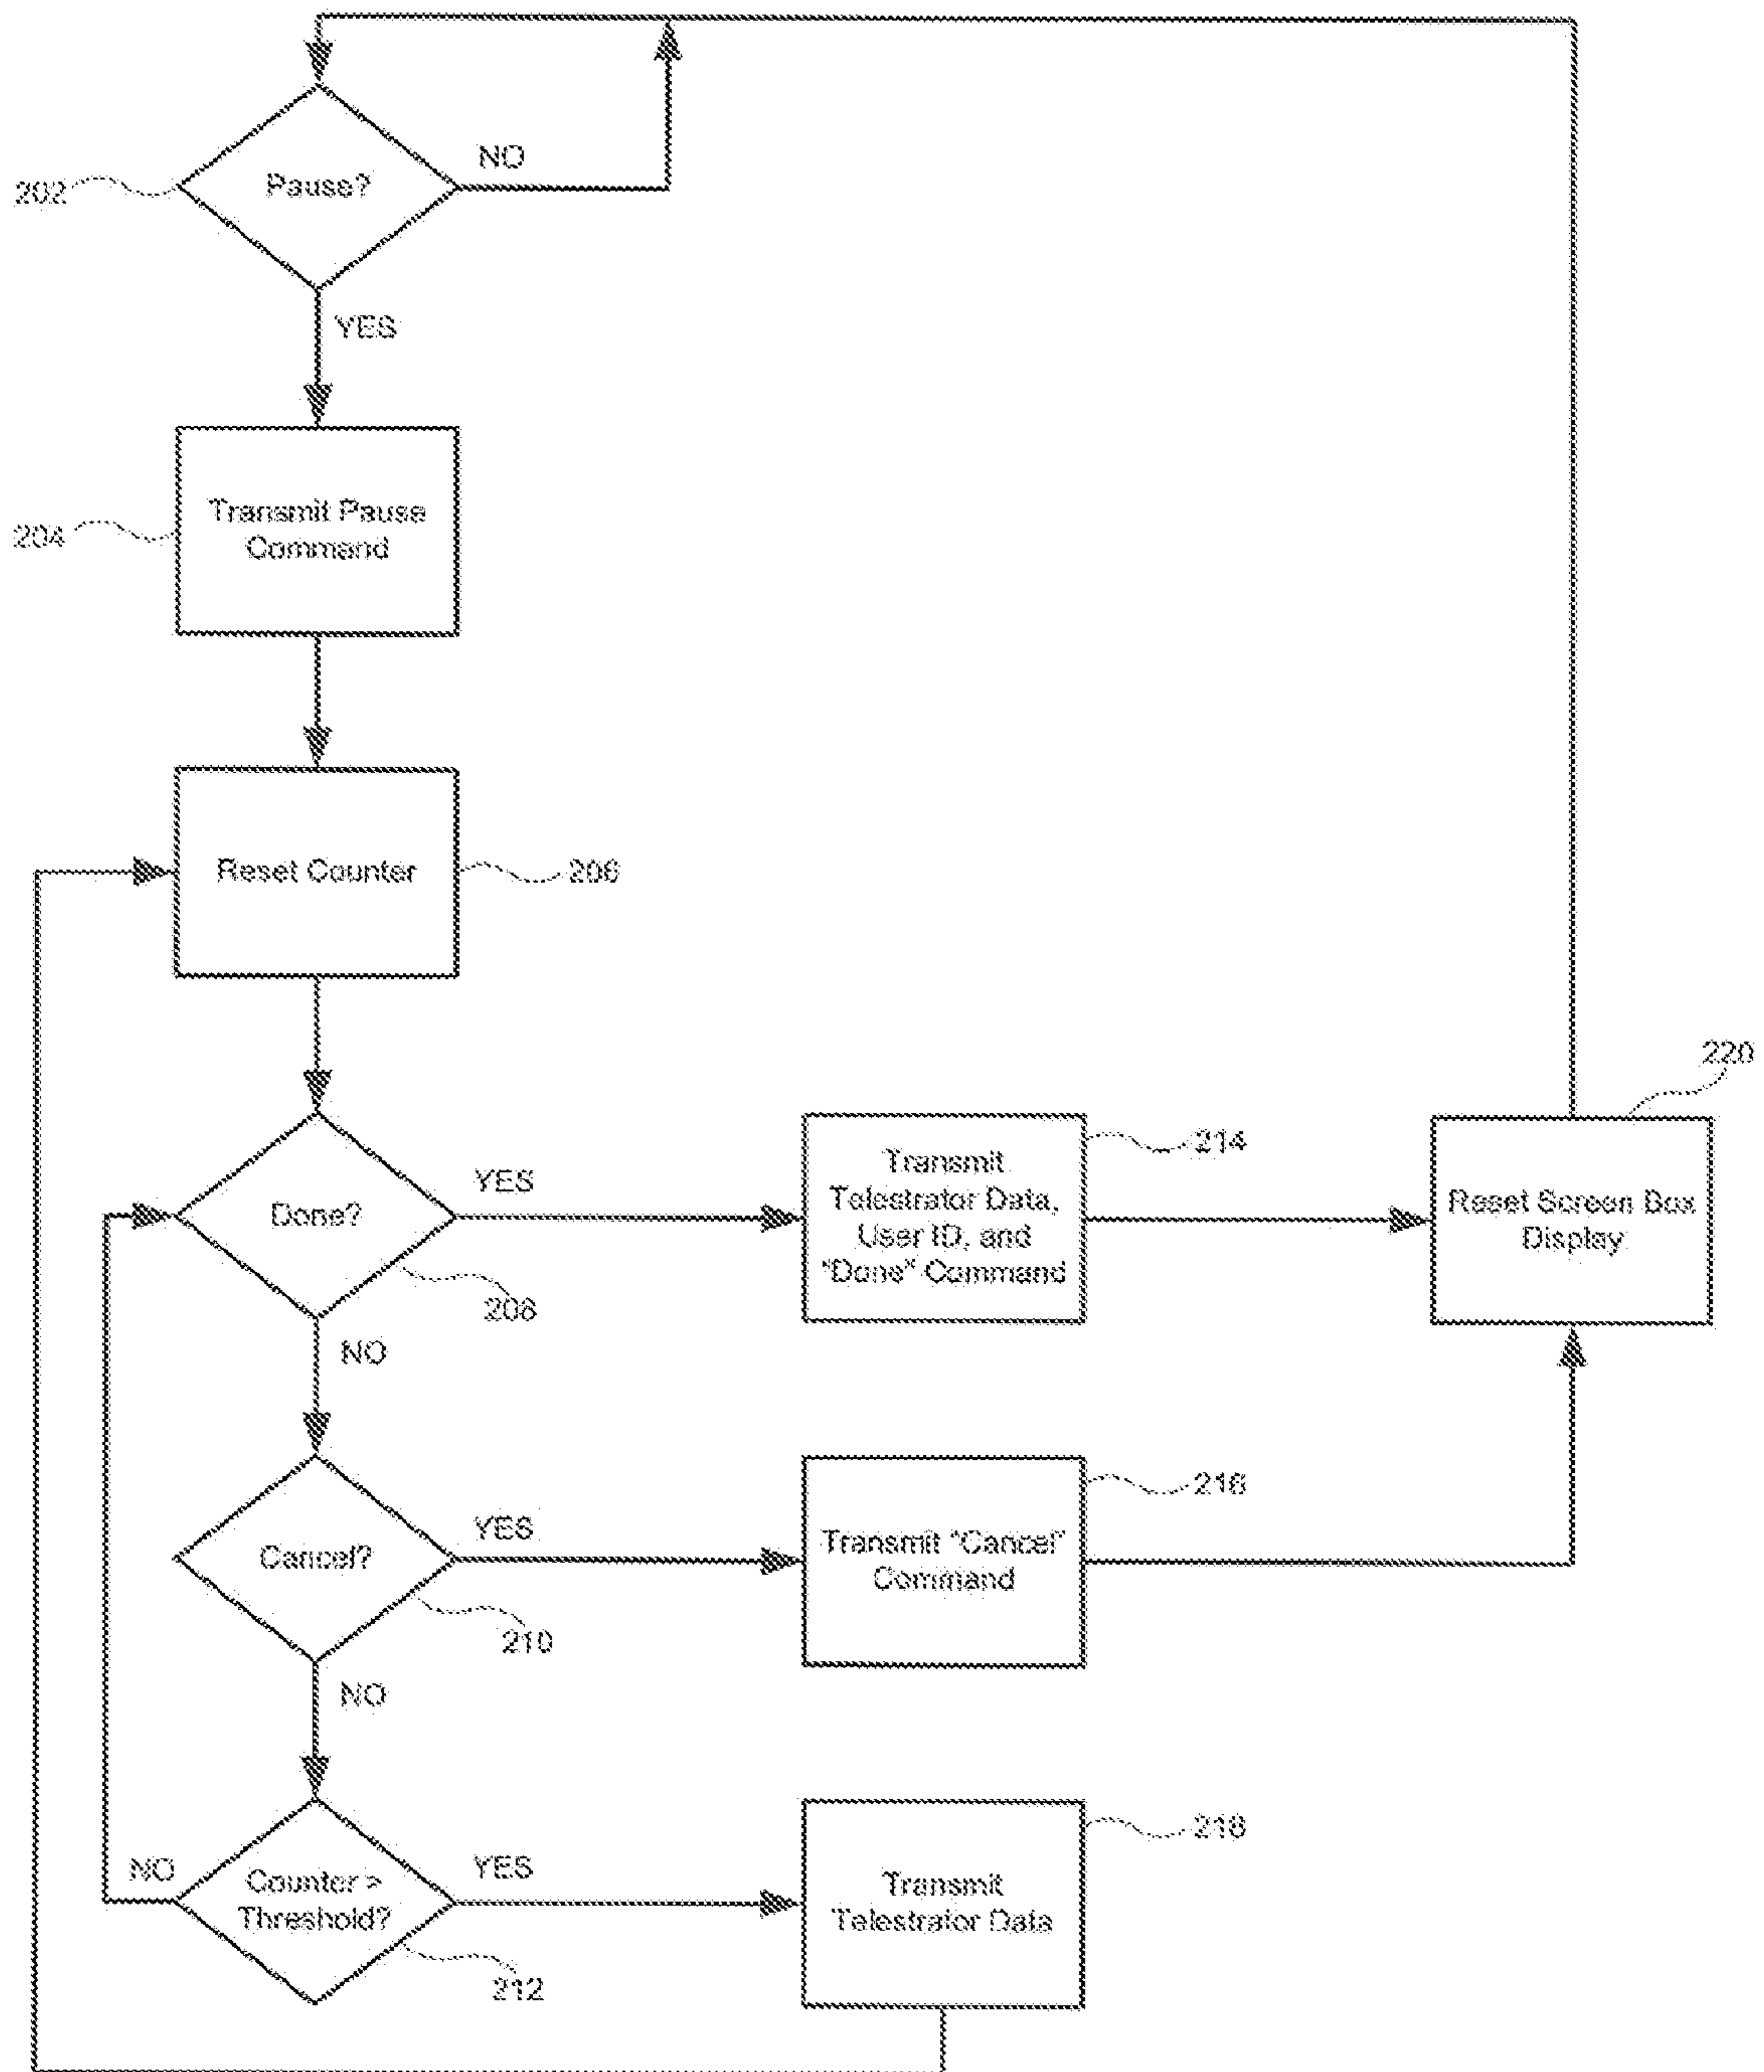 Pause?
NO
202
YES
Transmit Pause
Command
204
Reset Counter
206
220
Done?
YES
Transmit
Telestrator Data,
User ID, and
"Done" Command
214
Reset Screen Box
Display
208
NO
Cancel?
YES
Transmit "Cancel"
Command
216
210
NO
NO
Counter >
Threshold?
YES
Transmit
Telestrator Data
218
212